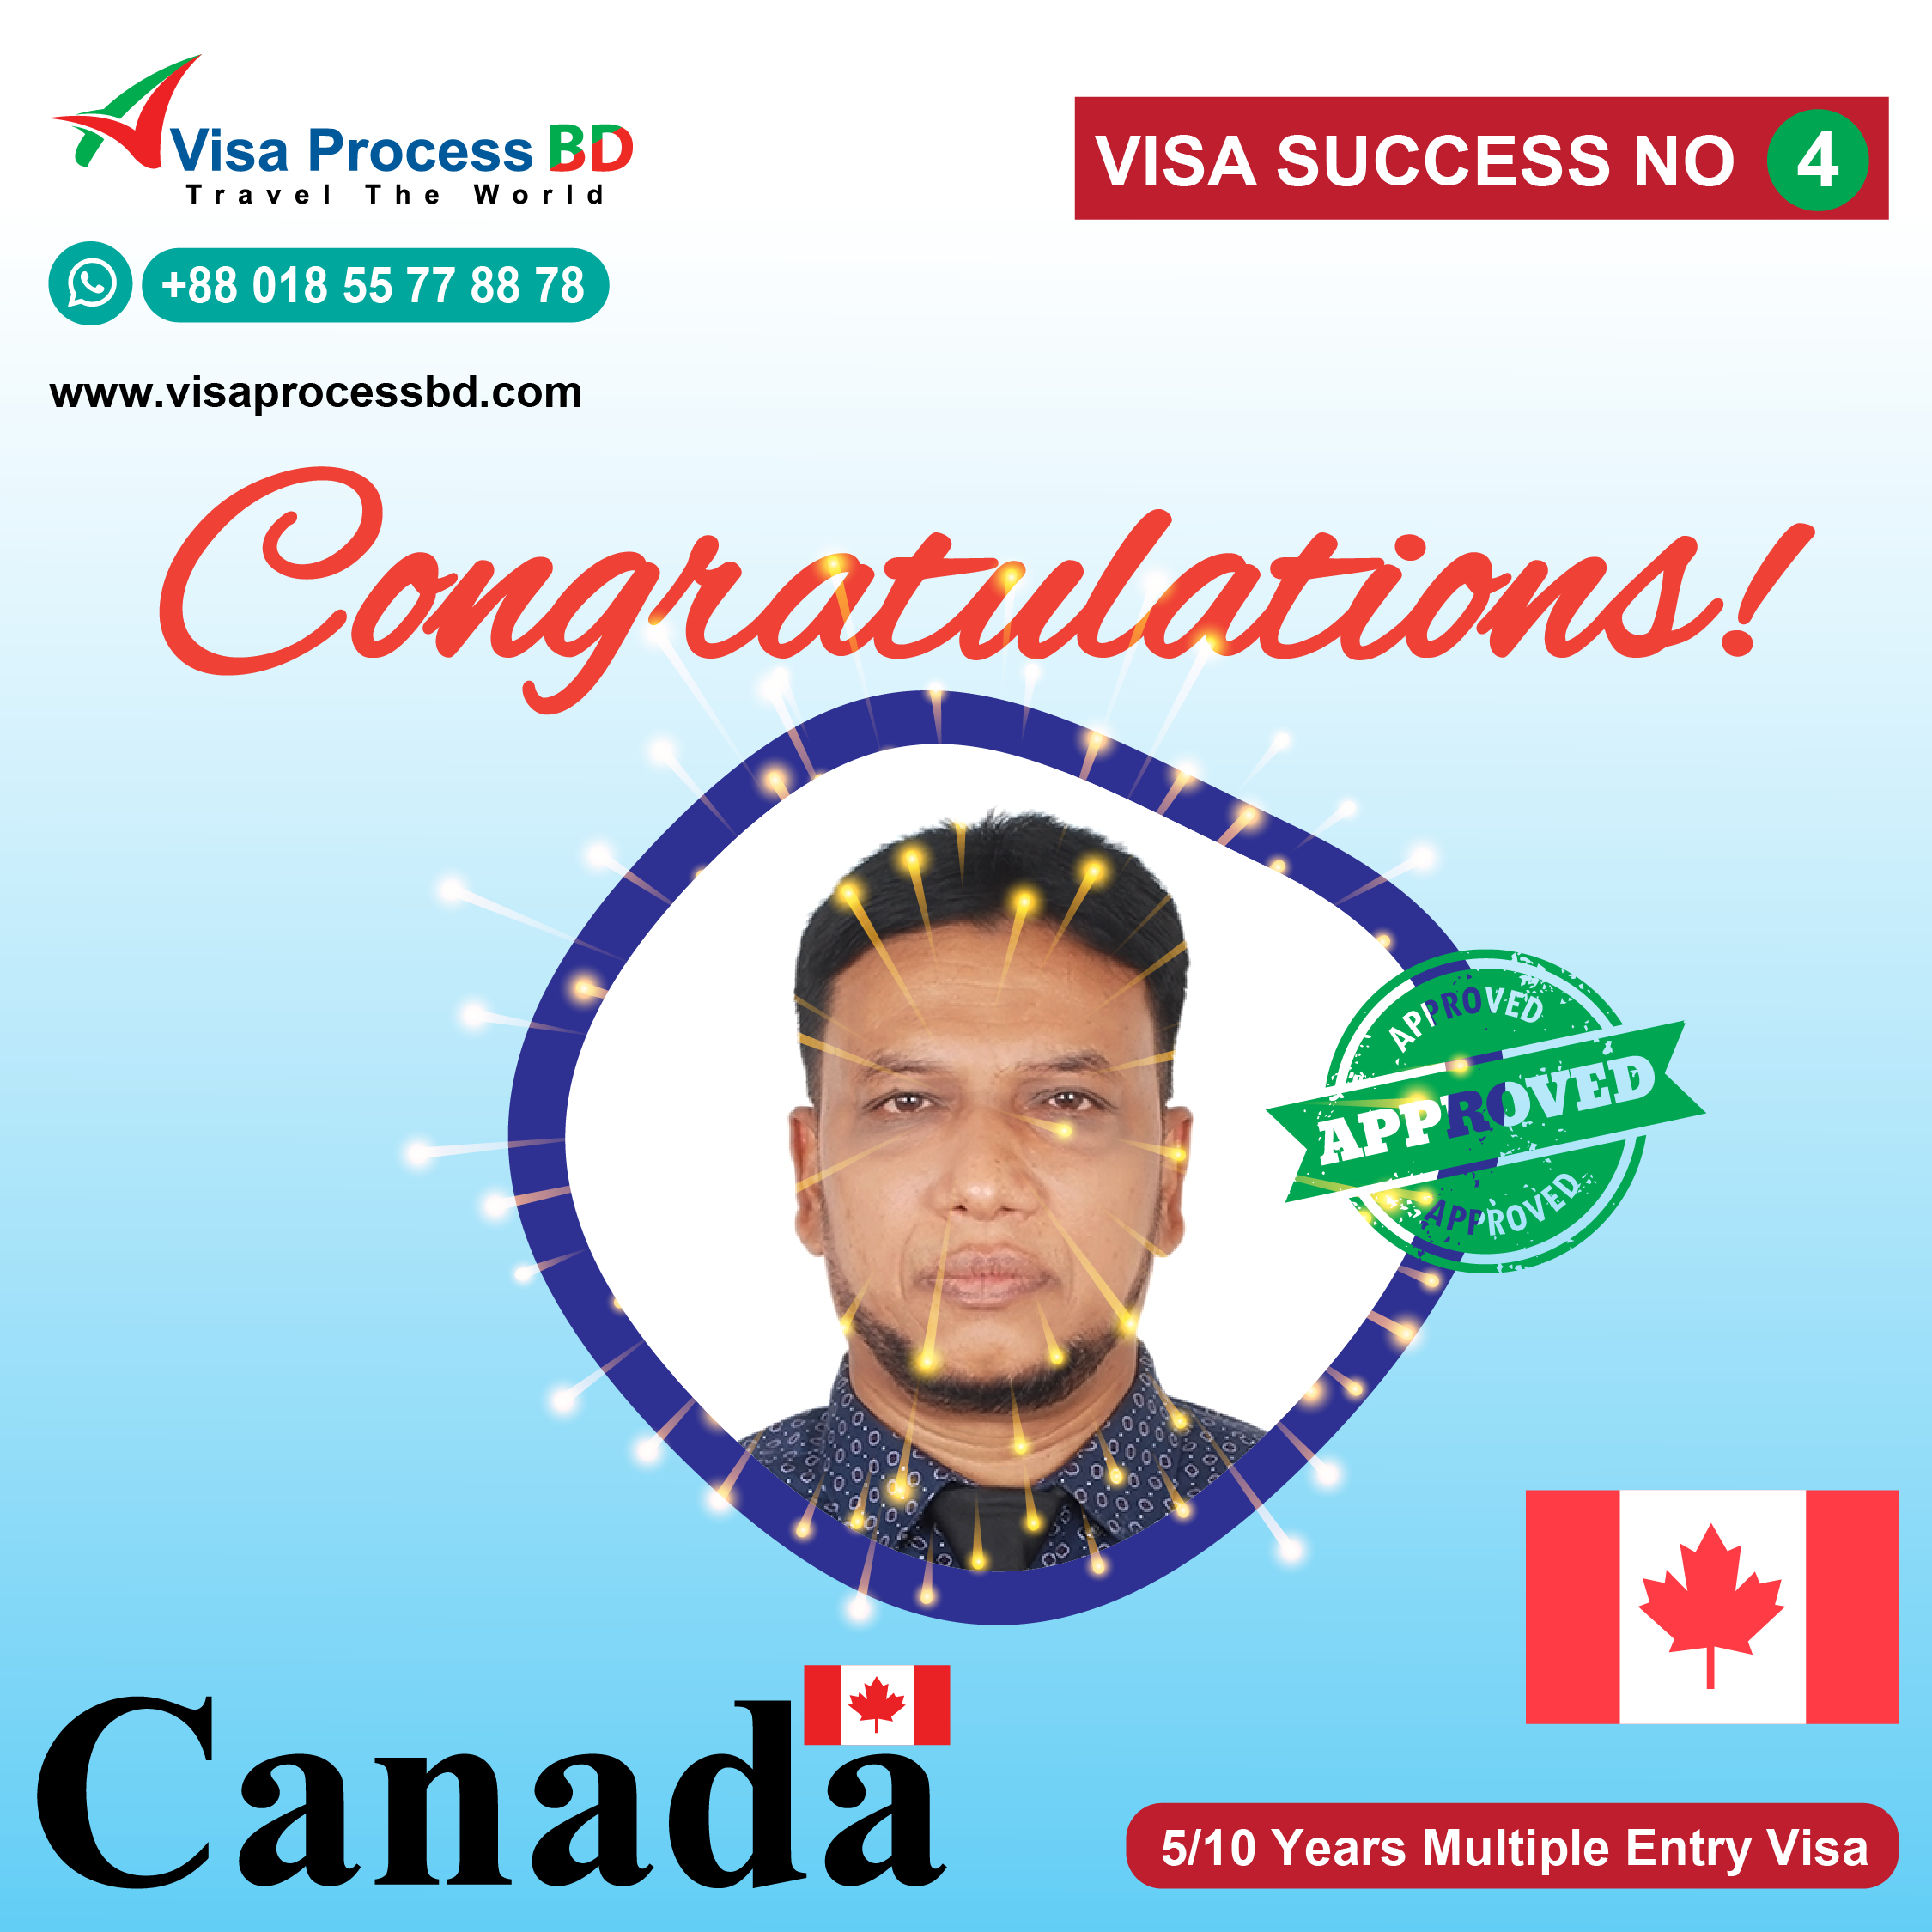 Visa Process BD
Travel The World
VISA SUCCESS NO 4
+88 018 55 77 88 78
www.visaprocessbd.com
Congratulations!
APPROVED
APPROVED
APPROVED
Canada
5/10 Years Multiple Entry Visa